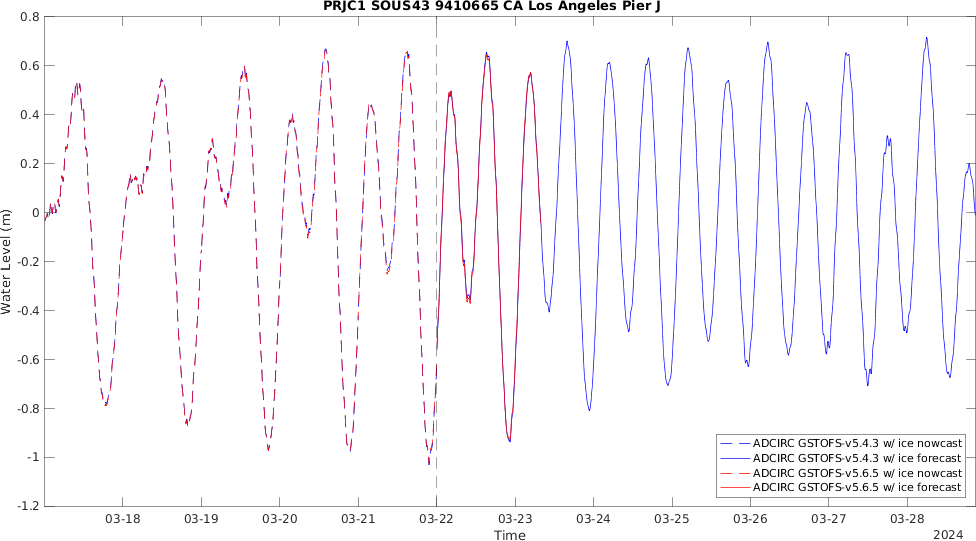 PRJC1 SOUS43 9410665 CA Los Angeles Pier J
0.8
0.6
0.4
0.2
0
-0.2
-0.4
-0.6
-0.8
-1
-1.2
Water Level (m)
ADCIRC GSTOFS-v5.4.3 w/ ice nowcast
ADCIRC GSTOFS-v5.4.3 w/ ice forecast
ADCIRC GSTOFS-v5.6.5 w/ ice nowcast
ADCIRC GSTOFS-v5.6.5 w/ ice forecast
03-18 03-19 03-20 03-21 03-22 03-23 03-24 03-25 03-26 03-27 03-28
Time
2024